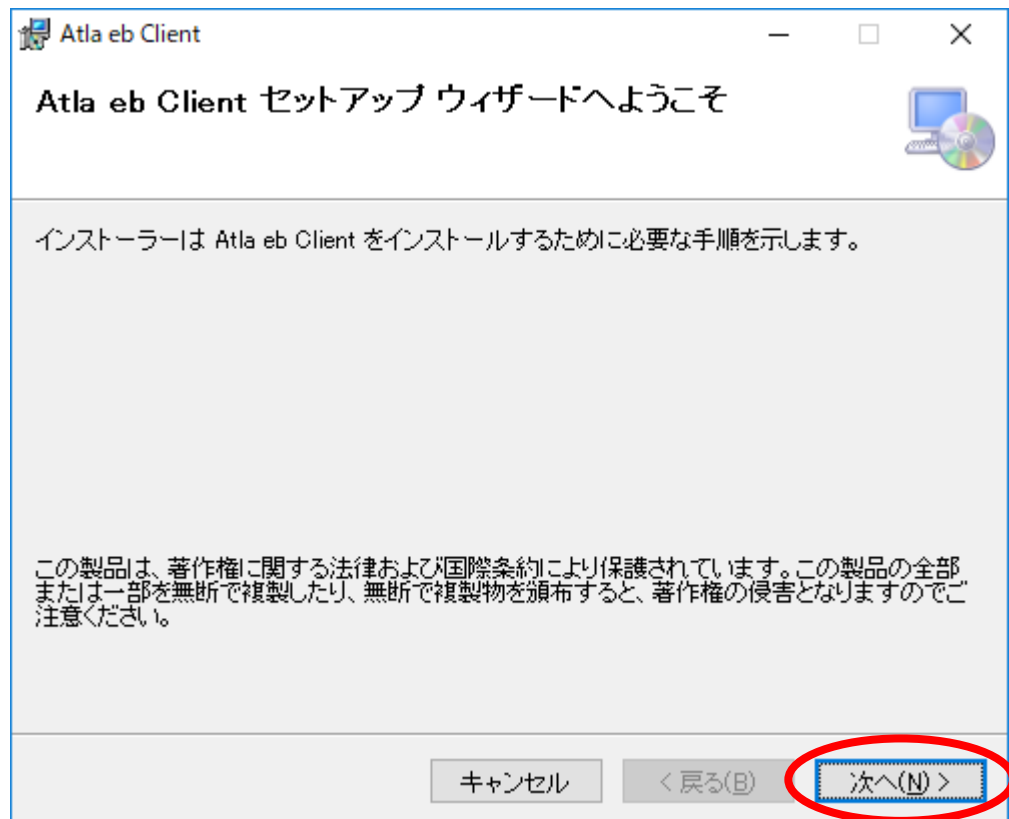 Atla eb Client
Atla eb Client セットアップ ウィザードへようこそ
インストーラーは Atla eb Client をインストールするために必要な手順を示します。
この製品は、著作権に関する法律および国際条約により保護されています。この製品の全部
または一部を無断で複製したり、無断で複製物を頒布すると、著作権の侵害となりますのでご
注意ください。
キャンセル < 戻る(B) 次へ(N) >